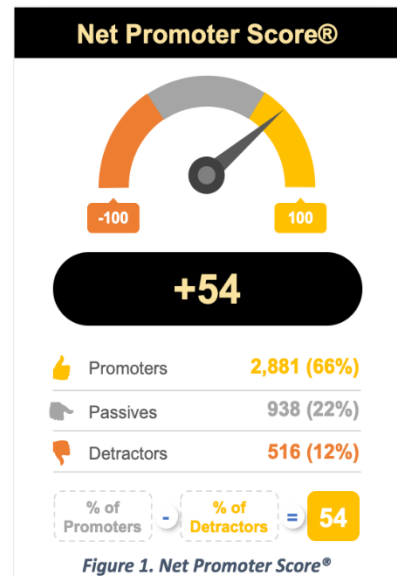 Net Promoter Score®
-100
100
+54
Promoters 2,881 (66%)
Passives 938 (22%)
Detractors 516 (12%)
% of Promoters - % of Detractors = 54
Figure 1. Net Promoter Score®